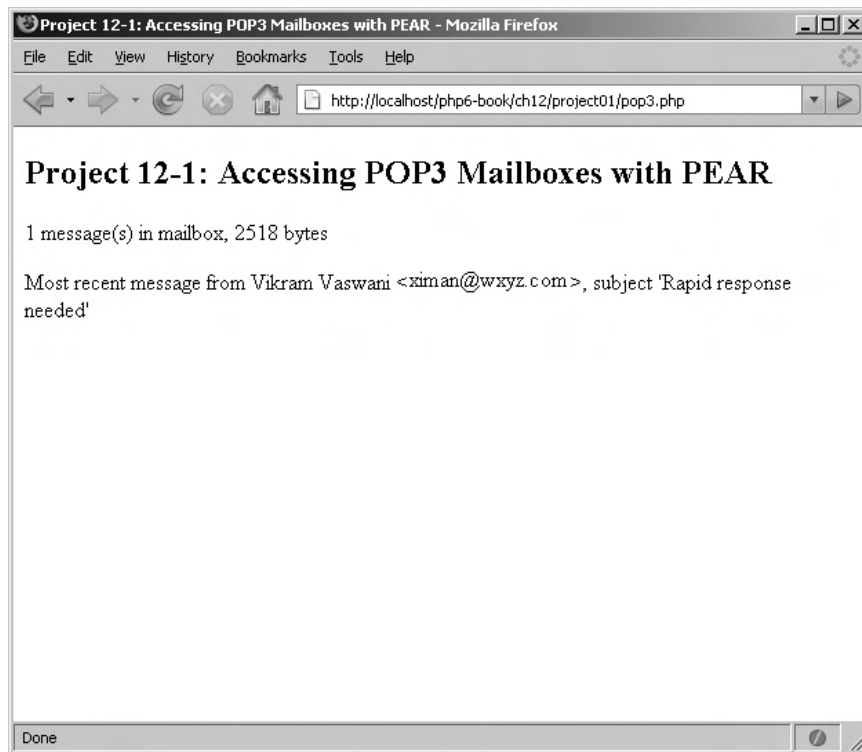 Project 12-1: Accessing POP3 Mailboxes with PEAR - Mozilla Firefox
File Edit View History Bookmarks Tools Help
http://localhost/php6-book/ch12/project01/pop3.php
Project 12-1: Accessing POP3 Mailboxes with PEAR
1 message(s) in mailbox, 2518 bytes
Most recent message from Vikram Vaswani <ximan@wxyz.com>, subject 'Rapid response
needed'
Done